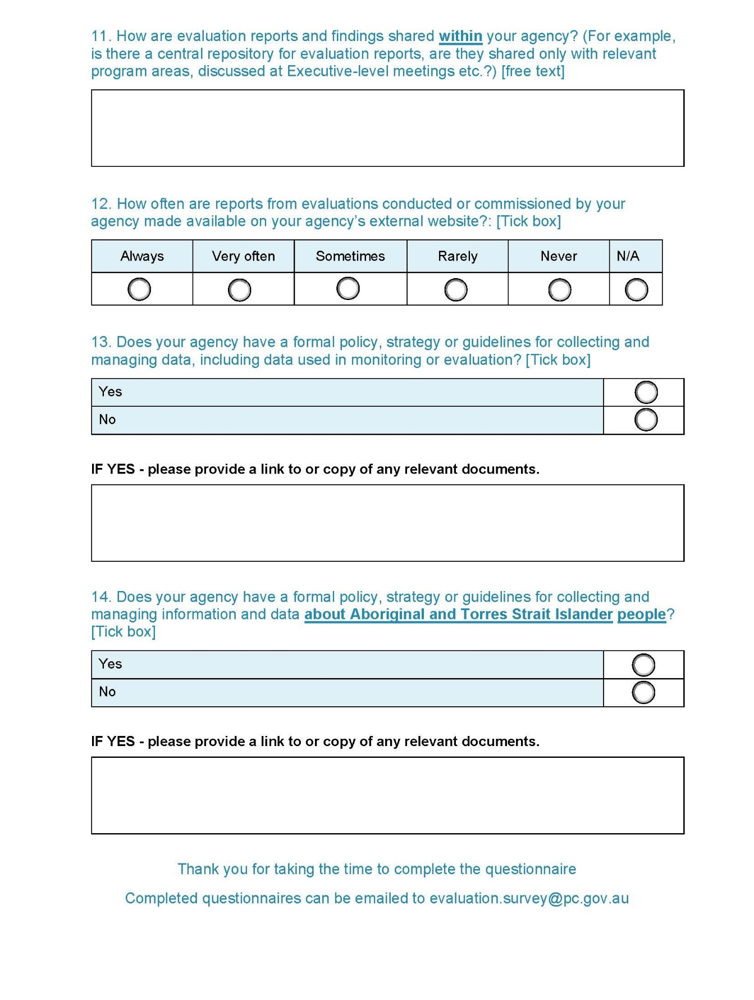 11. How are evaluation reports and findings shared within your agency? (For example,
is there a central repository for evaluation reports, are they shared only with relevant
program areas, discussed at Executive-level meetings etc.?) [free text]
12. How often are reports from evaluations conducted or commissioned by your
agency made available on your agency’s external website?: [Tick box]
Always Very often Sometimes Rarely Never N/A
13. Does your agency have a formal policy, strategy or guidelines for collecting and
managing data, including data used in monitoring or evaluation? [Tick box]
Yes
No
IF YES - please provide a link to or copy of any relevant documents.
14. Does your agency have a formal policy, strategy or guidelines for collecting and
managing information and data about Aboriginal and Torres Strait Islander people?
[Tick box]
Yes
No
IF YES - please provide a link to or copy of any relevant documents.
Thank you for taking the time to complete the questionnaire
Completed questionnaires can be emailed to evaluation.survey@pc.gov.au